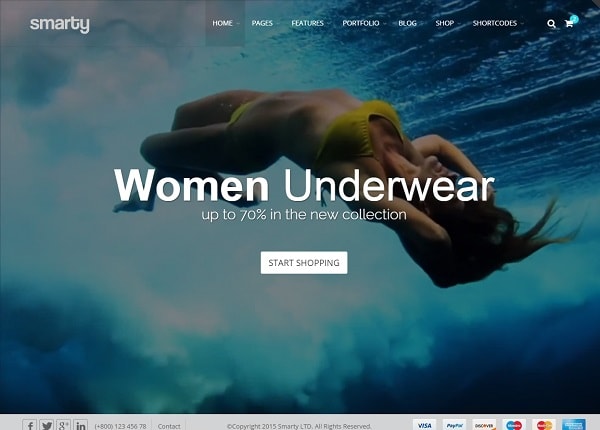 smarty
HOME PAGES FEATURES PORTFOLIO BLOG SHOP SHORTCODES
Women Underwear
up to 70% in the new collection
START SHOPPING
(+800) 123 456 78 Contact ©Copyright 2015 Smarty LTD. All Rights Reserved. VISA PayPal DISCOVER